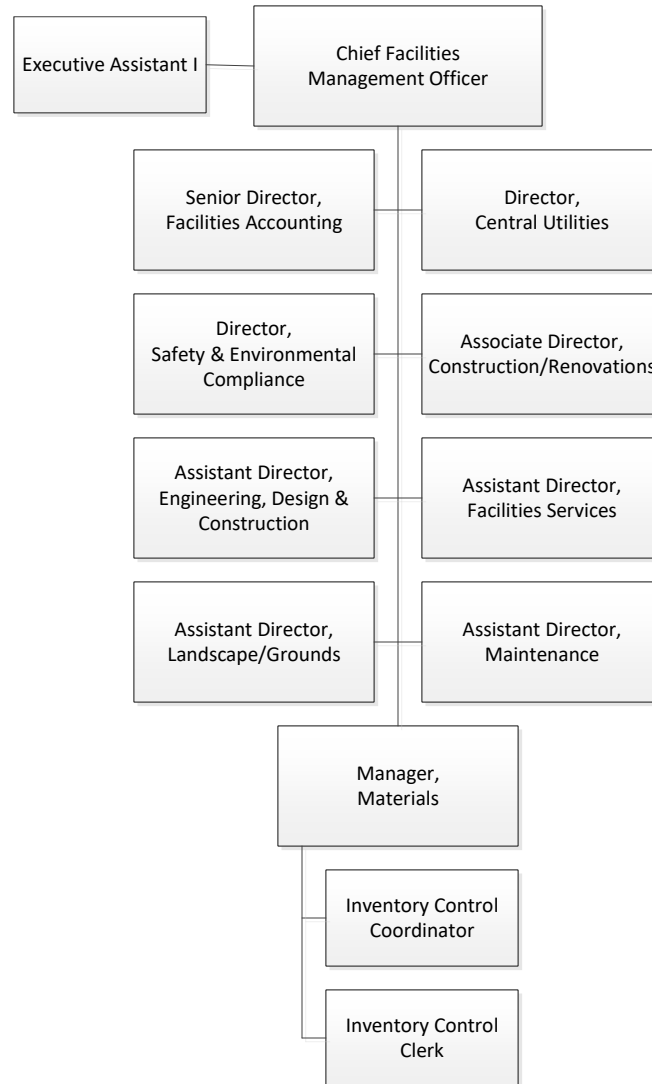 Executive Assistant I
Chief Facilities
Management Officer
Senior Director,
Facilities Accounting
Director,
Central Utilities
Director,
Safety & Environmental
Compliance
Associate Director,
Construction/Renovations
Assistant Director,
Engineering, Design &
Construction
Assistant Director,
Facilities Services
Assistant Director,
Landscape/Grounds
Assistant Director,
Maintenance
Manager,
Materials
Inventory Control
Coordinator
Inventory Control
Clerk